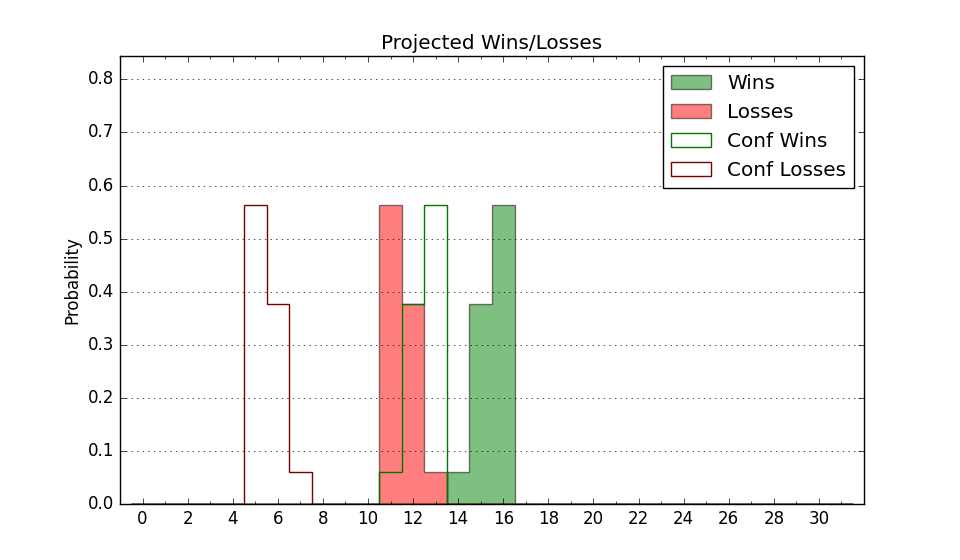 Projected Wins/Losses
Probability
0.8
0.7
0.6
0.5
0.4
0.3
0.2
0.1
0.0
0 2 4 6 8 10 12 14 16 18 20 22 24 26 28 30
Wins
Losses
Conf Wins
Conf Losses